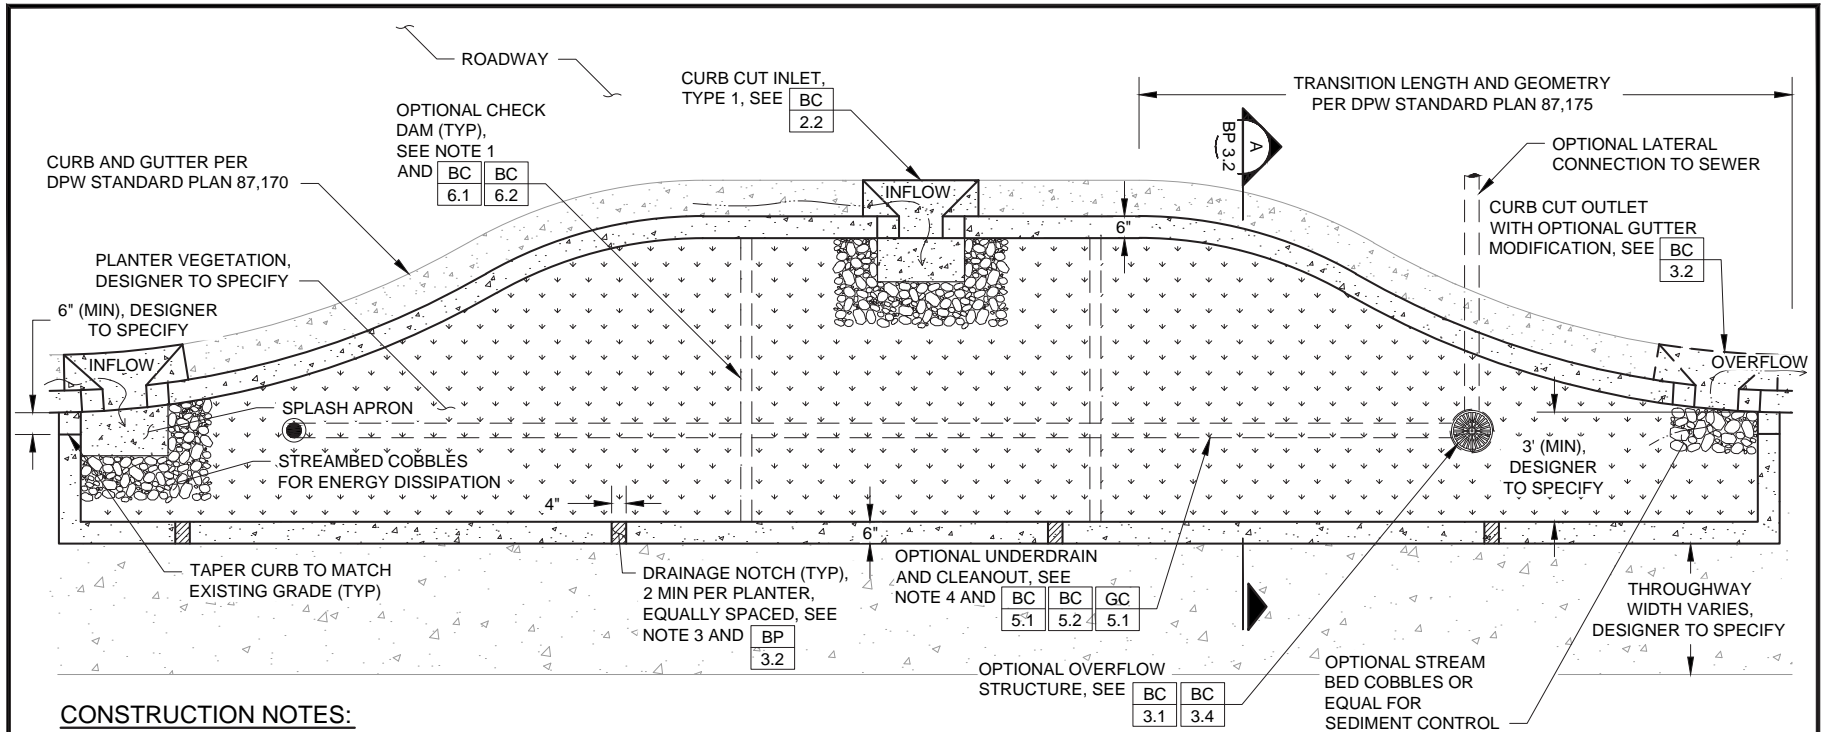 ROADWAY
CURB CUT INLET,
TYPE 1, SEE BC 2.2
TRANSITION LENGTH AND GEOMETRY
PER DPW STANDARD PLAN 87,175
OPTIONAL CHECK
DAM (TYP),
SEE NOTE 1
AND BC 6.1 BC 6.2
A
BP 3.2
OPTIONAL LATERAL
CONNECTION TO SEWER
CURB AND GUTTER PER
DPW STANDARD PLAN 87,170
INFLOW
6"
CURB CUT OUTLET
WITH OPTIONAL GUTTER
MODIFICATION, SEE BC 3.2
PLANTER VEGETATION,
DESIGNER TO SPECIFY
6" (MIN), DESIGNER
TO SPECIFY
INFLOW
OVERFLOW
SPLASH APRON
STREAMBED COBBLES
FOR ENERGY DISSIPATION
3' (MIN),
DESIGNER
TO SPECIFY
4"
6"
TAPER CURB TO MATCH
EXISTING GRADE (TYP)
DRAINAGE NOTCH (TYP),
2 MIN PER PLANTER,
EQUALLY SPACED, SEE
NOTE 3 AND BP 3.2
OPTIONAL UNDERDRAIN
AND CLEANOUT, SEE
NOTE 4 AND BC 5.1 BC 5.2 GC 5.1
THROUGHWAY
WIDTH VARIES,
DESIGNER TO SPECIFY
OPTIONAL OVERFLOW
STRUCTURE, SEE BC 3.1 BC 3.4
OPTIONAL STREAM
BED COBBLES OR
EQUAL FOR
SEDIMENT CONTROL
CONSTRUCTION NOTES: